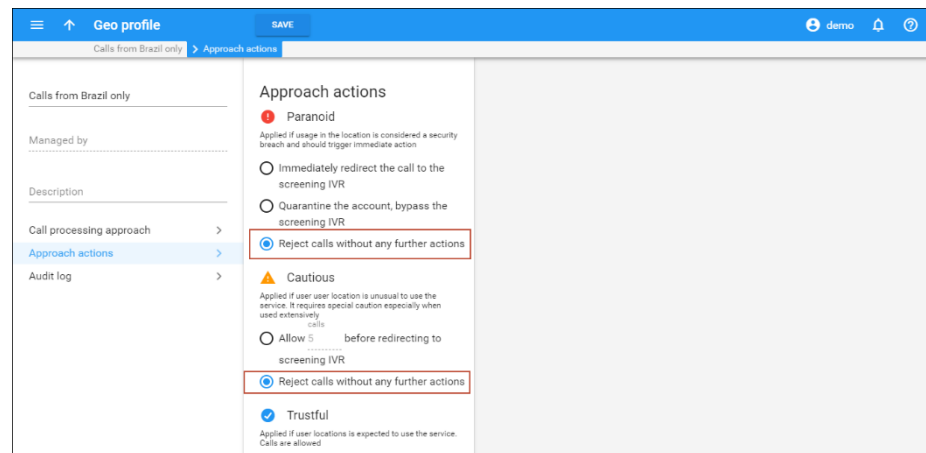 Geo profile
SAVE
demo
Calls from Brazil only
Approach actions
Calls from Brazil only
Managed by
Description
Call processing approach
Approach actions
Audit log
Approach actions
Paranoid
Applied if usage in the location is considered a security
breach and should trigger immediate action
Immediately redirect the call to the
screening IVR
Quarantine the account, bypass the
screening IVR
Reject calls without any further actions
Cautious
Applied if user user location is unusual to use the
service. It requires special caution especially when
used extensively
calls
Allow 5 before redirecting to
screening IVR
Reject calls without any further actions
Trustful
Applied if user locations is expected to use the service.
Calls are allowed